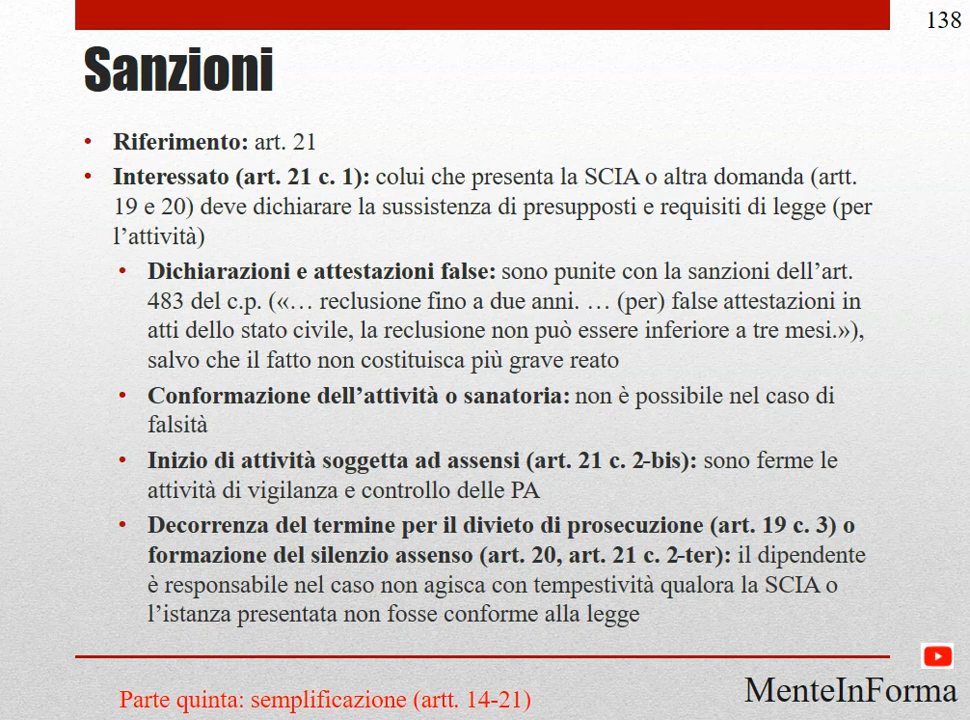 138
Sanzioni
• Riferimento: art. 21
• Interessato (art. 21 c. 1): colui che presenta la SCIA o altra domanda (artt.
19 e 20) deve dichiarare la sussistenza di presupposti e requisiti di legge (per
l’attività)
• Dichiarazioni e attestazioni false: sono punite con la sanzioni dell’art.
483 del c.p. («… reclusione fino a due anni. … (per) false attestazioni in
atti dello stato civile, la reclusione non può essere inferiore a tre mesi.»),
salvo che il fatto non costituisca più grave reato
• Conformazione dell’attività o sanatoria: non è possibile nel caso di
falsità
• Inizio di attività soggetta ad assensi (art. 21 c. 2-bis): sono ferme le
attività di vigilanza e controllo delle PA
• Decorrenza del termine per il divieto di prosecuzione (art. 19 c. 3) o
formazione del silenzio assenso (art. 20, art. 21 c. 2-ter): il dipendente
è responsabile nel caso non agisca con tempestività qualora la SCIA o
l’istanza presentata non fosse conforme alla legge
Parte quinta: semplificazione (artt. 14-21)
MenteInForma